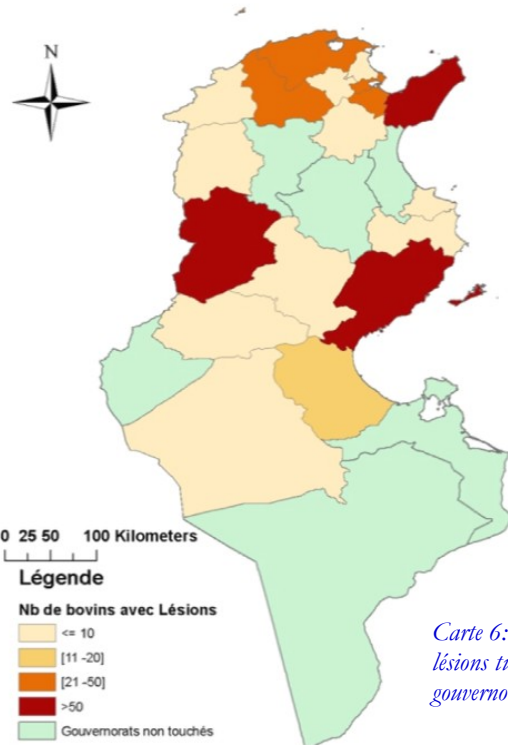 N
0 25 50 100 Kilometers
Légende
Nb de bovins avec Lésions
<= 10
[11 -20]
[21 -50]
>50
Gouvernorats non touchés
Carte 6:
lésions
gouverno